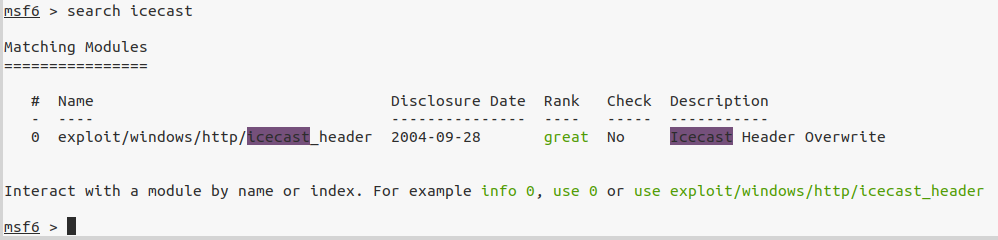 msf6 > search icecast
Matching Modules
================
#  Name                                 Disclosure Date  Rank   Check  Description
-  ----                                 ---------------  ----   -----  -----------
0  exploit/windows/http/icecast_header  2004-09-28       great  No     Icecast Header Overwrite
Interact with a module by name or index. For example info 0, use 0 or use exploit/windows/http/icecast_header
msf6 >